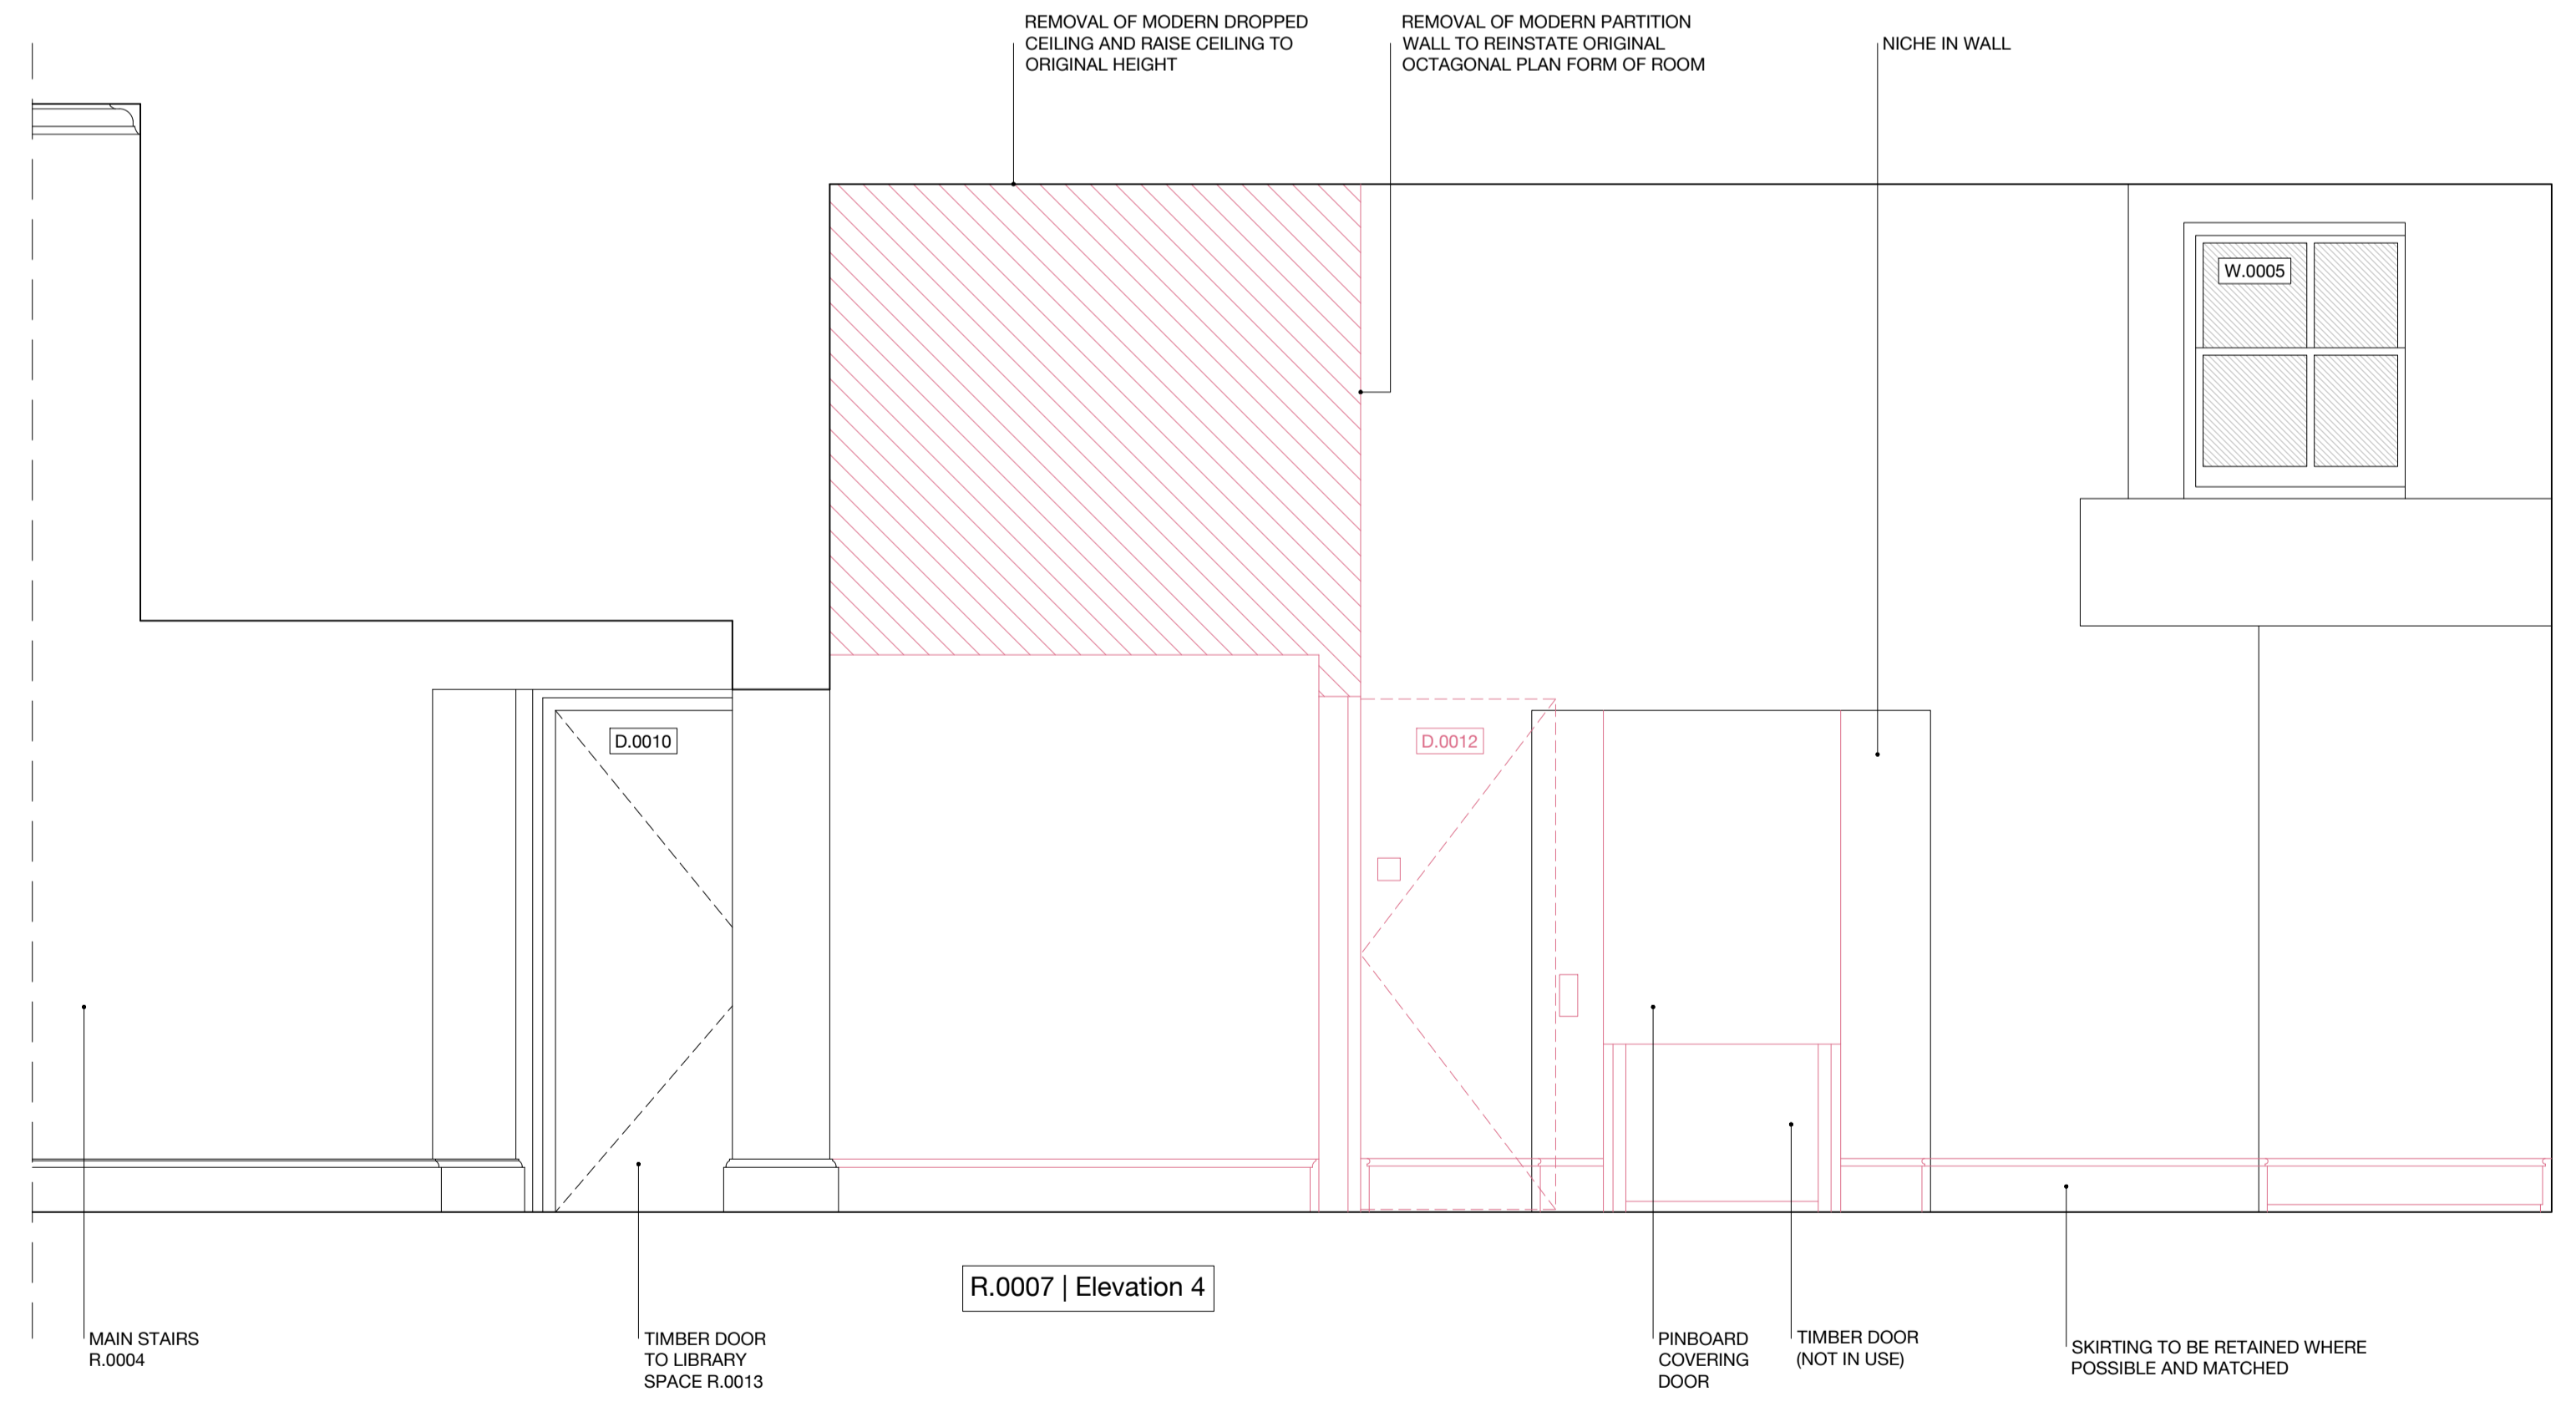 REMOVAL OF MODERN DROPPED
CEILING AND RAISE CEILING TO
ORIGINAL HEIGHT
REMOVAL OF MODERN PARTITION
WALL TO REINSTATE ORIGINAL
OCTAGONAL PLAN FORM OF ROOM
NICHE IN WALL
W.0005
D.0010
D.0012
R.0007 | Elevation 4
MAIN STAIRS
R.0004
TIMBER DOOR
TO LIBRARY
SPACE R.0013
PINBOARD
COVERING
DOOR
TIMBER DOOR
(NOT IN USE)
SKIRTING TO BE RETAINED WHERE
POSSIBLE AND MATCHED